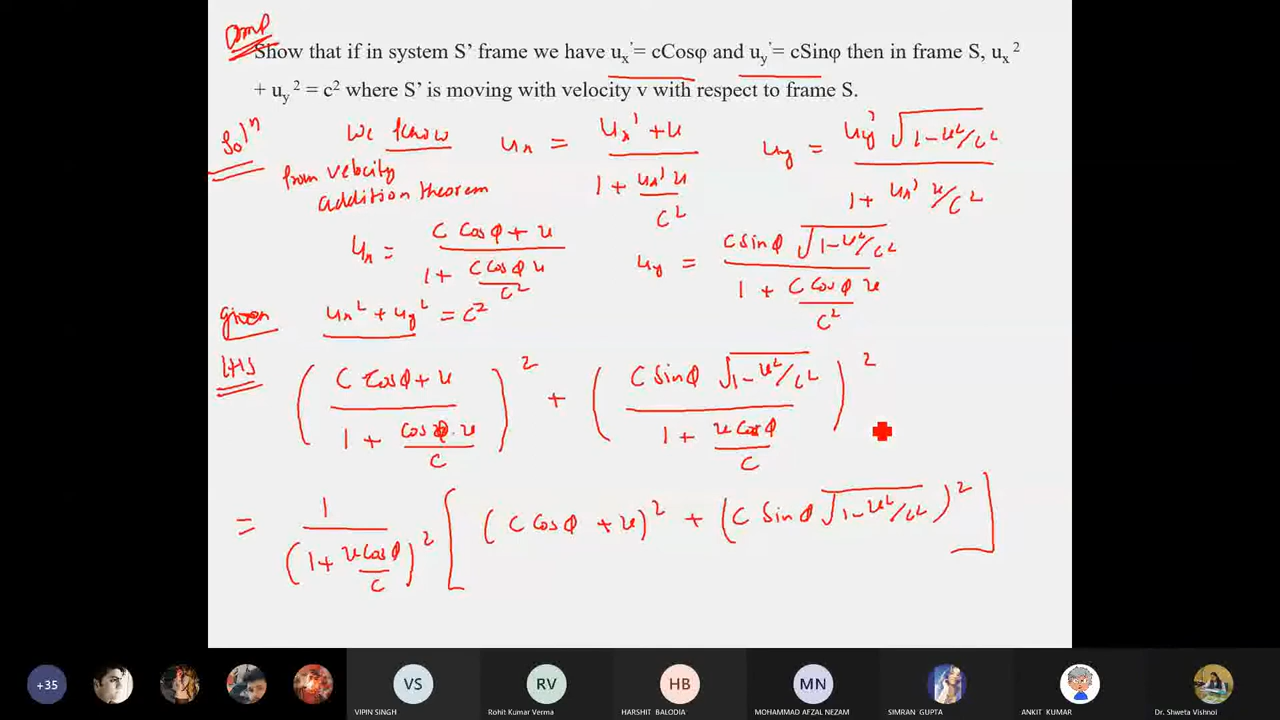 Omp
Show that if in system S’ frame we have uₓ’= cCosφ and u_y’= cSinφ then in frame S, uₓ ²
+ u_y ² = c² where S’ is moving with velocity v with respect to frame S.
Solⁿ We know uₓ = (uₓ' + v) / (1 + uₓ' v / c²) u_y = u_y' √(1 - v²/c²) / (1 + uₓ' v/c²)
from velocity
addition theorem
uₓ = (c cosφ + v) / (1 + c cosφ v / c²) u_y = c sinφ √(1 - v²/c²) / (1 + c cosφ v / c²)
given uₓ² + u_y² = c²
LHS ( (c cosφ + v) / (1 + cosφ . v / c) )² + ( c sinφ √(1 - v²/c²) / (1 + v cosφ / c) )²
= 1 / (1 + v cosφ / c)² [ (c cosφ + v)² + (c sinφ √(1 - v²/c²))² ]
+35 VS RV HB MN
VIPIN SINGH Rohit Kumar Verma HARSHIT BALODIA MOHAMMAD AFZAL NEZAM SIMRAN GUPTA ANKIT KUMAR Dr. Shweta Vishnoi